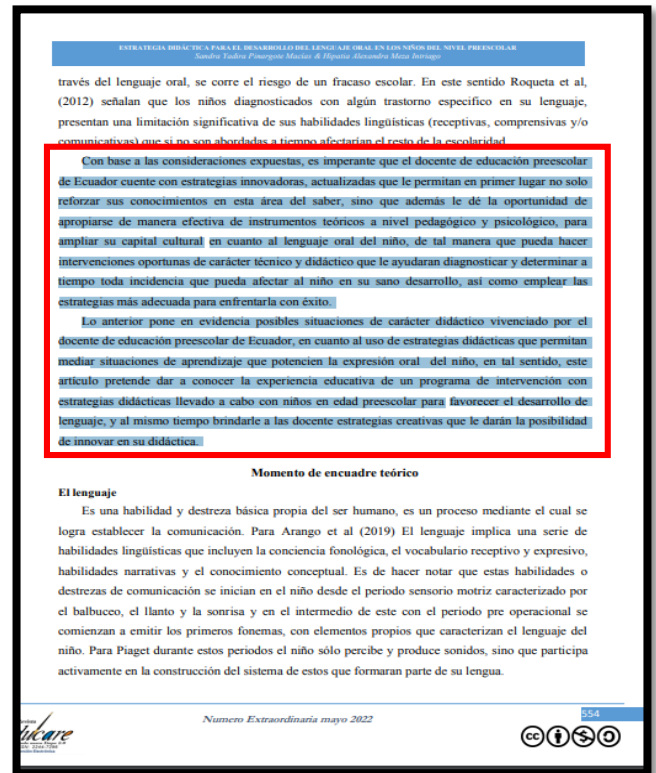 ESTRATEGIA DIDÁCTICA PARA EL DESARROLLO DEL LENGUAJE ORAL EN LOS NIÑOS DEL NIVEL PREESCOLAR
Sandra Yadira Pinargote Macías & Hipatia Alexandra Meza Intriago
través del lenguaje oral, se corre el riesgo de un fracaso escolar. En este sentido Roqueta et al,
(2012) señalan que los niños diagnosticados con algún trastorno especifico en su lenguaje,
presentan una limitación significativa de sus habilidades lingüísticas (receptivas, comprensivas y/o
comunicativas) que si no son abordadas a tiempo afectarían el resto de la escolaridad.
Con base a las consideraciones expuestas, es imperante que el docente de educación preescolar
de Ecuador cuente con estrategias innovadoras, actualizadas que le permitan en primer lugar no solo
reforzar sus conocimientos en esta área del saber, sino que además le dé la oportunidad de
apropiarse de manera efectiva de instrumentos teóricos a nivel pedagógico y psicológico, para
ampliar su capital cultural en cuanto al lenguaje oral del niño, de tal manera que pueda hacer
intervenciones oportunas de carácter técnico y didáctico que le ayudaran diagnosticar y determinar a
tiempo toda incidencia que pueda afectar al niño en su sano desarrollo, así como emplear las
estrategias más adecuada para enfrentarla con éxito.
Lo anterior pone en evidencia posibles situaciones de carácter didáctico vivenciado por el
docente de educación preescolar de Ecuador, en cuanto al uso de estrategias didácticas que permitan
mediar situaciones de aprendizaje que potencien la expresión oral del niño, en tal sentido, este
artículo pretende dar a conocer la experiencia educativa de un programa de intervención con
estrategias didácticas llevado a cabo con niños en edad preescolar para favorecer el desarrollo de
lenguaje, y al mismo tiempo brindarle a las docente estrategias creativas que le darán la posibilidad
de innovar en su didáctica.
Momento de encuadre teórico
El lenguaje
Es una habilidad y destreza básica propia del ser humano, es un proceso mediante el cual se
logra establecer la comunicación. Para Arango et al (2019) El lenguaje implica una serie de
habilidades lingüísticas que incluyen la conciencia fonológica, el vocabulario receptivo y expresivo,
habilidades narrativas y el conocimiento conceptual. Es de hacer notar que estas habilidades o
destrezas de comunicación se inician en el niño desde el periodo sensorio motriz caracterizado por
el balbuceo, el llanto y la sonrisa y en el intermedio de este con el periodo pre operacional se
comienzan a emitir los primeros fonemas, con elementos propios que caracterizan el lenguaje del
niño. Para Piaget durante estos periodos el niño sólo percibe y produce sonidos, sino que participa
activamente en la construcción del sistema de estos que formaran parte de su lengua.
Numero Extraordinaria mayo 2022
554
ducare
cc